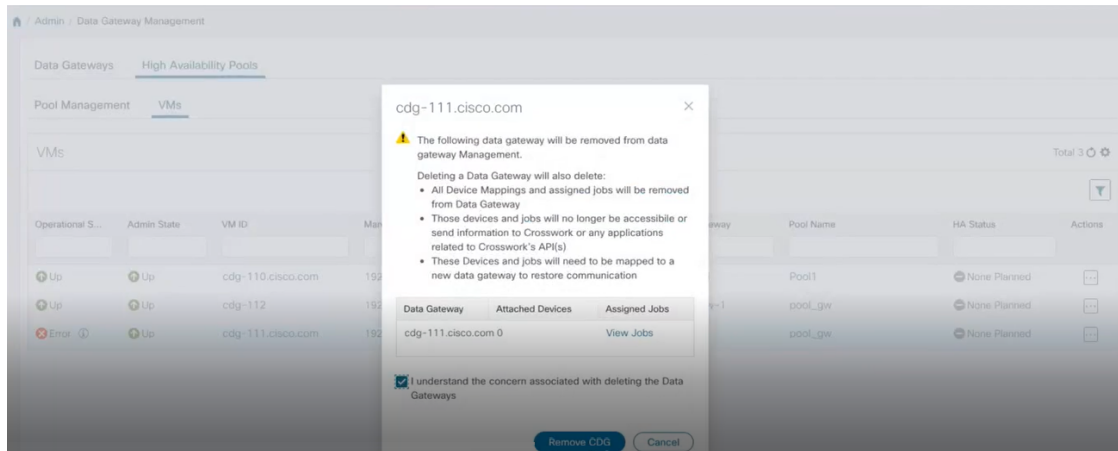 / Admin / Data Gateway Management
Data Gateways High Availability Pools
Pool Management VMs
VMs
Total 3
Operational S... Admin State VM ID Pool Name HA Status Actions
Up Up cdg-110.cisco.com 192 Pool1 None Planned
Up Up cdg-112 192 pool_gw None Planned
Error Up cdg-111.cisco.com 192 pool_gw None Planned
cdg-111.cisco.com
The following data gateway will be removed from data
gateway Management.
Deleting a Data Gateway will also delete:
• All Device Mappings and assigned jobs will be removed
from Data Gateway
• Those devices and jobs will no longer be accessibile or
send information to Crosswork or any applications
related to Crosswork's API(s)
• These Devices and jobs will need to be mapped to a
new data gateway to restore communication
Data Gateway Attached Devices Assigned Jobs
cdg-111.cisco.com 0 View Jobs
I understand the concern associated with deleting the Data
Gateways
Remove CDG Cancel